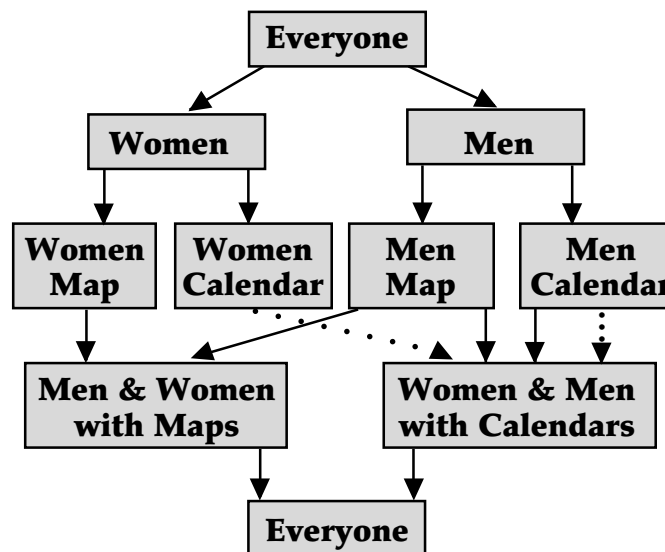 Everyone
Women
Men
Women
Map
Women
Calendar
Men
Map
Men
Calendar
Men & Women
with Maps
Women & Men
with Calendars
Everyone